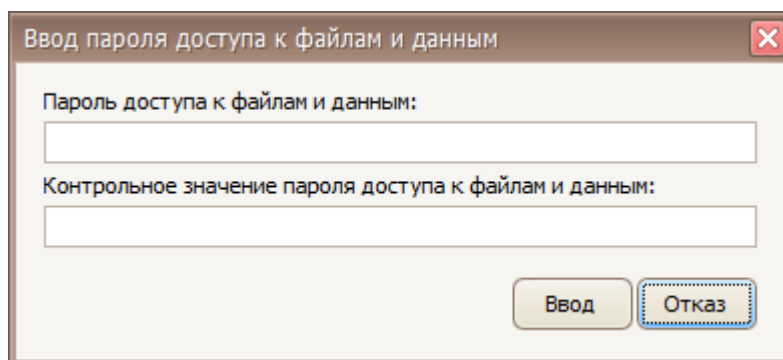 Ввод пароля доступа к файлам и данным
Пароль доступа к файлам и данным:
Контрольное значение пароля доступа к файлам и данным:
Ввод Отказ